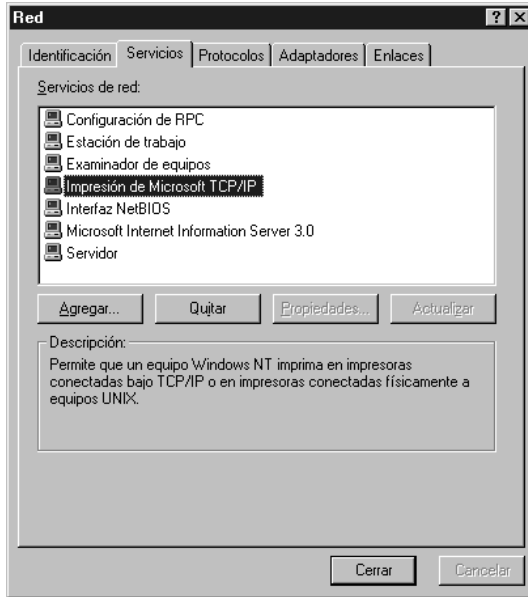 Red
Identificación Servicios Protocolos Adaptadores Enlaces
Servicios de red:
Configuración de RPC
Estación de trabajo
Examinador de equipos
Impresión de Microsoft TCP/IP
Interfaz NetBIOS
Microsoft Internet Information Server 3.0
Servidor
Agregar... Quitar Propiedades... Actualizar
Descripción:
Permite que un equipo Windows NT imprima en impresoras
conectadas bajo TCP/IP o en impresoras conectadas físicamente a
equipos UNIX.
Cerrar Cancelar